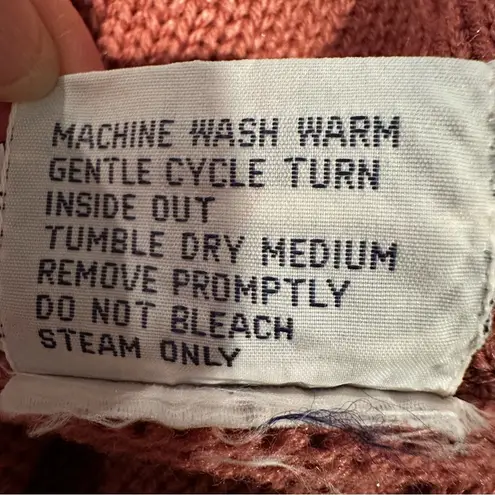 MACHINE WASH WARM
GENTLE CYCLE TURN
INSIDE OUT
TUMBLE DRY MEDIUM
REMOVE PROMPTLY
DO NOT BLEACH
STEAM ONLY